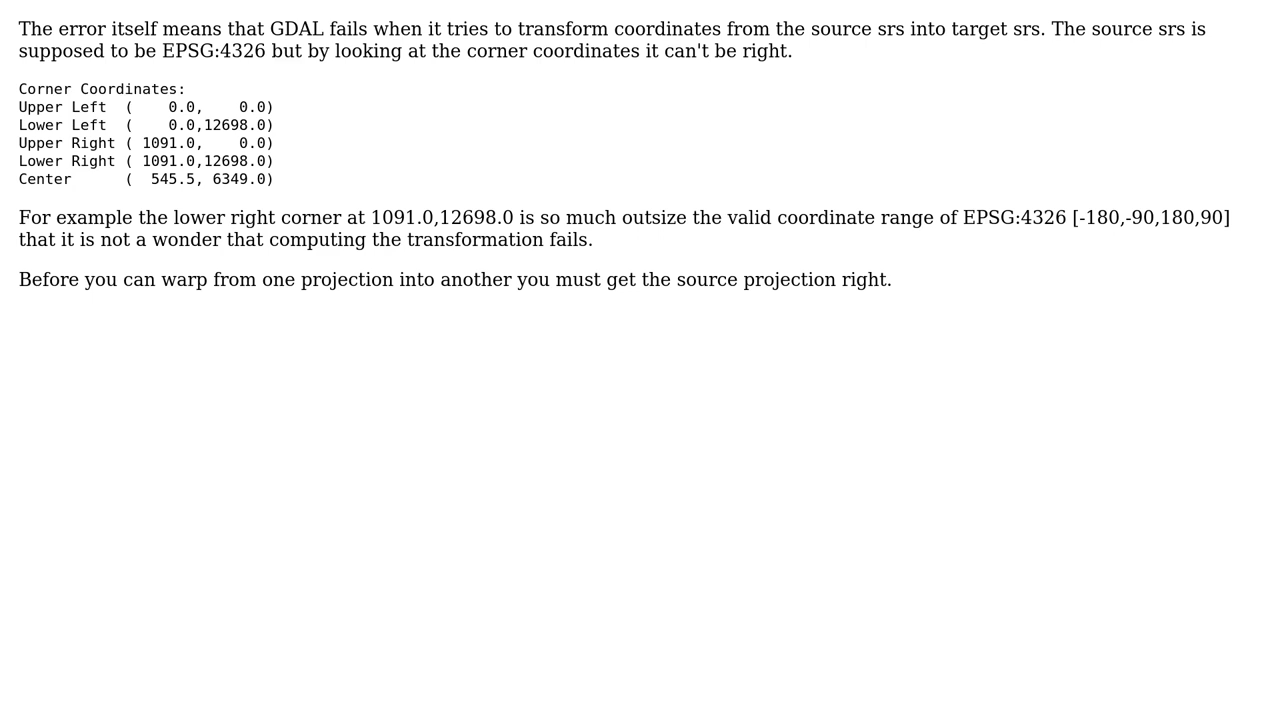 The error itself means that GDAL fails when it tries to transform coordinates from the source srs into target srs. The source srs is
supposed to be EPSG:4326 but by looking at the corner coordinates it can't be right.
Corner Coordinates:
Upper Left  (    0.0,    0.0)
Lower Left  (    0.0,12698.0)
Upper Right ( 1091.0,    0.0)
Lower Right ( 1091.0,12698.0)
Center      (  545.5, 6349.0)
For example the lower right corner at 1091.0,12698.0 is so much outsize the valid coordinate range of EPSG:4326 [-180,-90,180,90]
that it is not a wonder that computing the transformation fails.
Before you can warp from one projection into another you must get the source projection right.